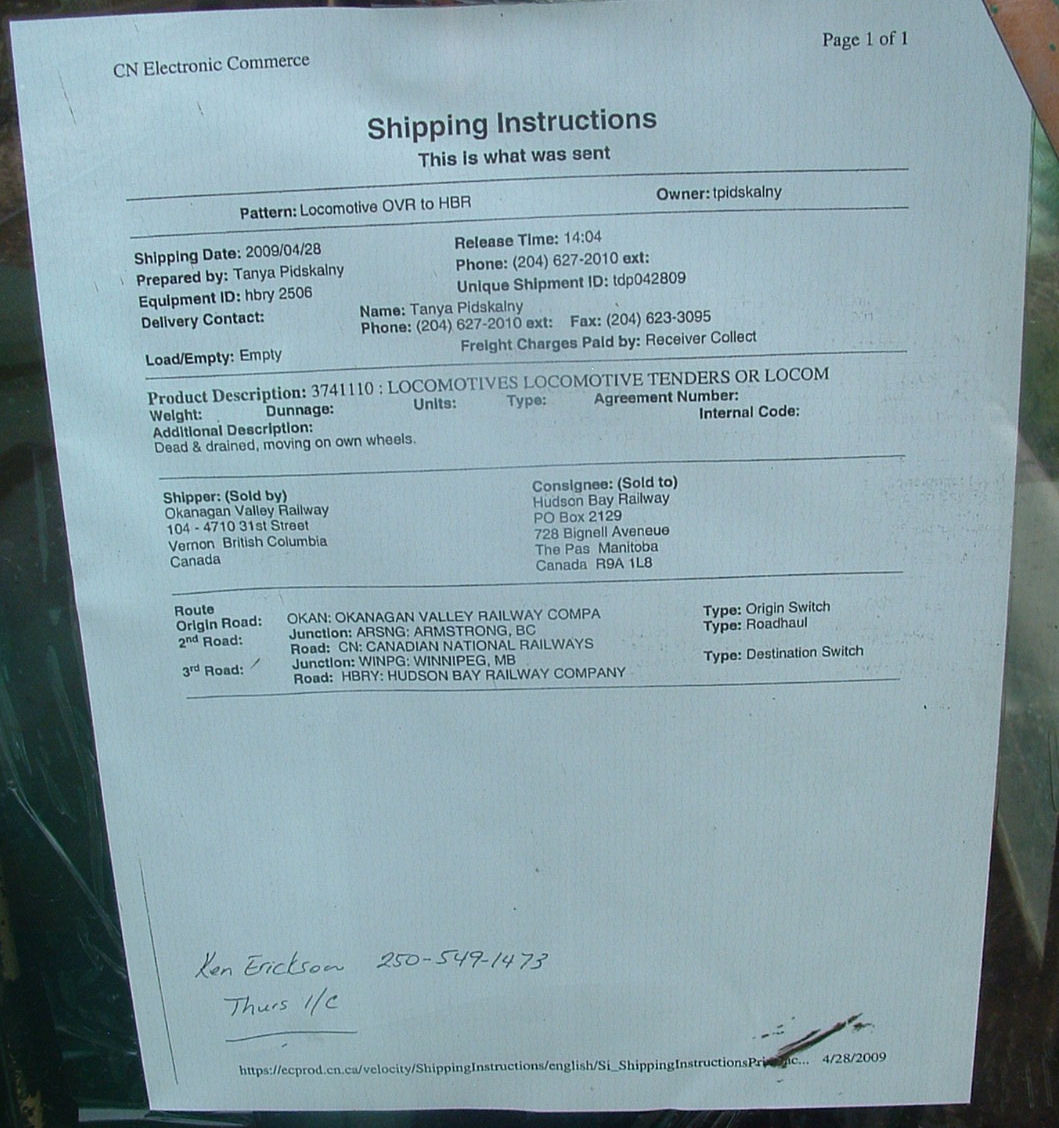 CN Electronic Commerce
Page 1 of 1
Shipping Instructions
This is what was sent
Pattern: Locomotive OVR to HBR Owner: tpidskalny
Shipping Date: 2009/04/28 Release Time: 14:04
Prepared by: Tanya Pidskalny Phone: (204) 627-2010 ext:
Equipment ID: hbry 2506 Unique Shipment ID: tdp042809
Delivery Contact: Name: Tanya Pidskalny
Phone: (204) 627-2010 ext: Fax: (204) 623-3095
Load/Empty: Empty Freight Charges Paid by: Receiver Collect
Product Description: 3741110 : LOCOMOTIVES LOCOMOTIVE TENDERS OR LOCOM
Weight: Dunnage: Units: Type: Agreement Number:
Internal Code:
Additional Description:
Dead & drained, moving on own wheels.
Shipper: (Sold by)
Okanagan Valley Railway
104 - 4710 31st Street
Vernon British Columbia
Canada
Consignee: (Sold to)
Hudson Bay Railway
PO Box 2129
728 Bignell Aveneue
The Pas Manitoba
Canada R9A 1L8
Route
Origin Road: OKAN: OKANAGAN VALLEY RAILWAY COMPA Type: Origin Switch
2nd Road: Junction: ARSNG: ARMSTRONG, BC Type: Roadhaul
Road: CN: CANADIAN NATIONAL RAILWAYS
3rd Road: Junction: WINPG: WINNIPEG, MB Type: Destination Switch
Road: HBRY: HUDSON BAY RAILWAY COMPANY
Ken Erickson 250-549-1473
Thurs 1/C
https://ecprod.cn.ca/velocity/ShippingInstructions/english/Si_ShippingInstructionsPri 4/28/2009